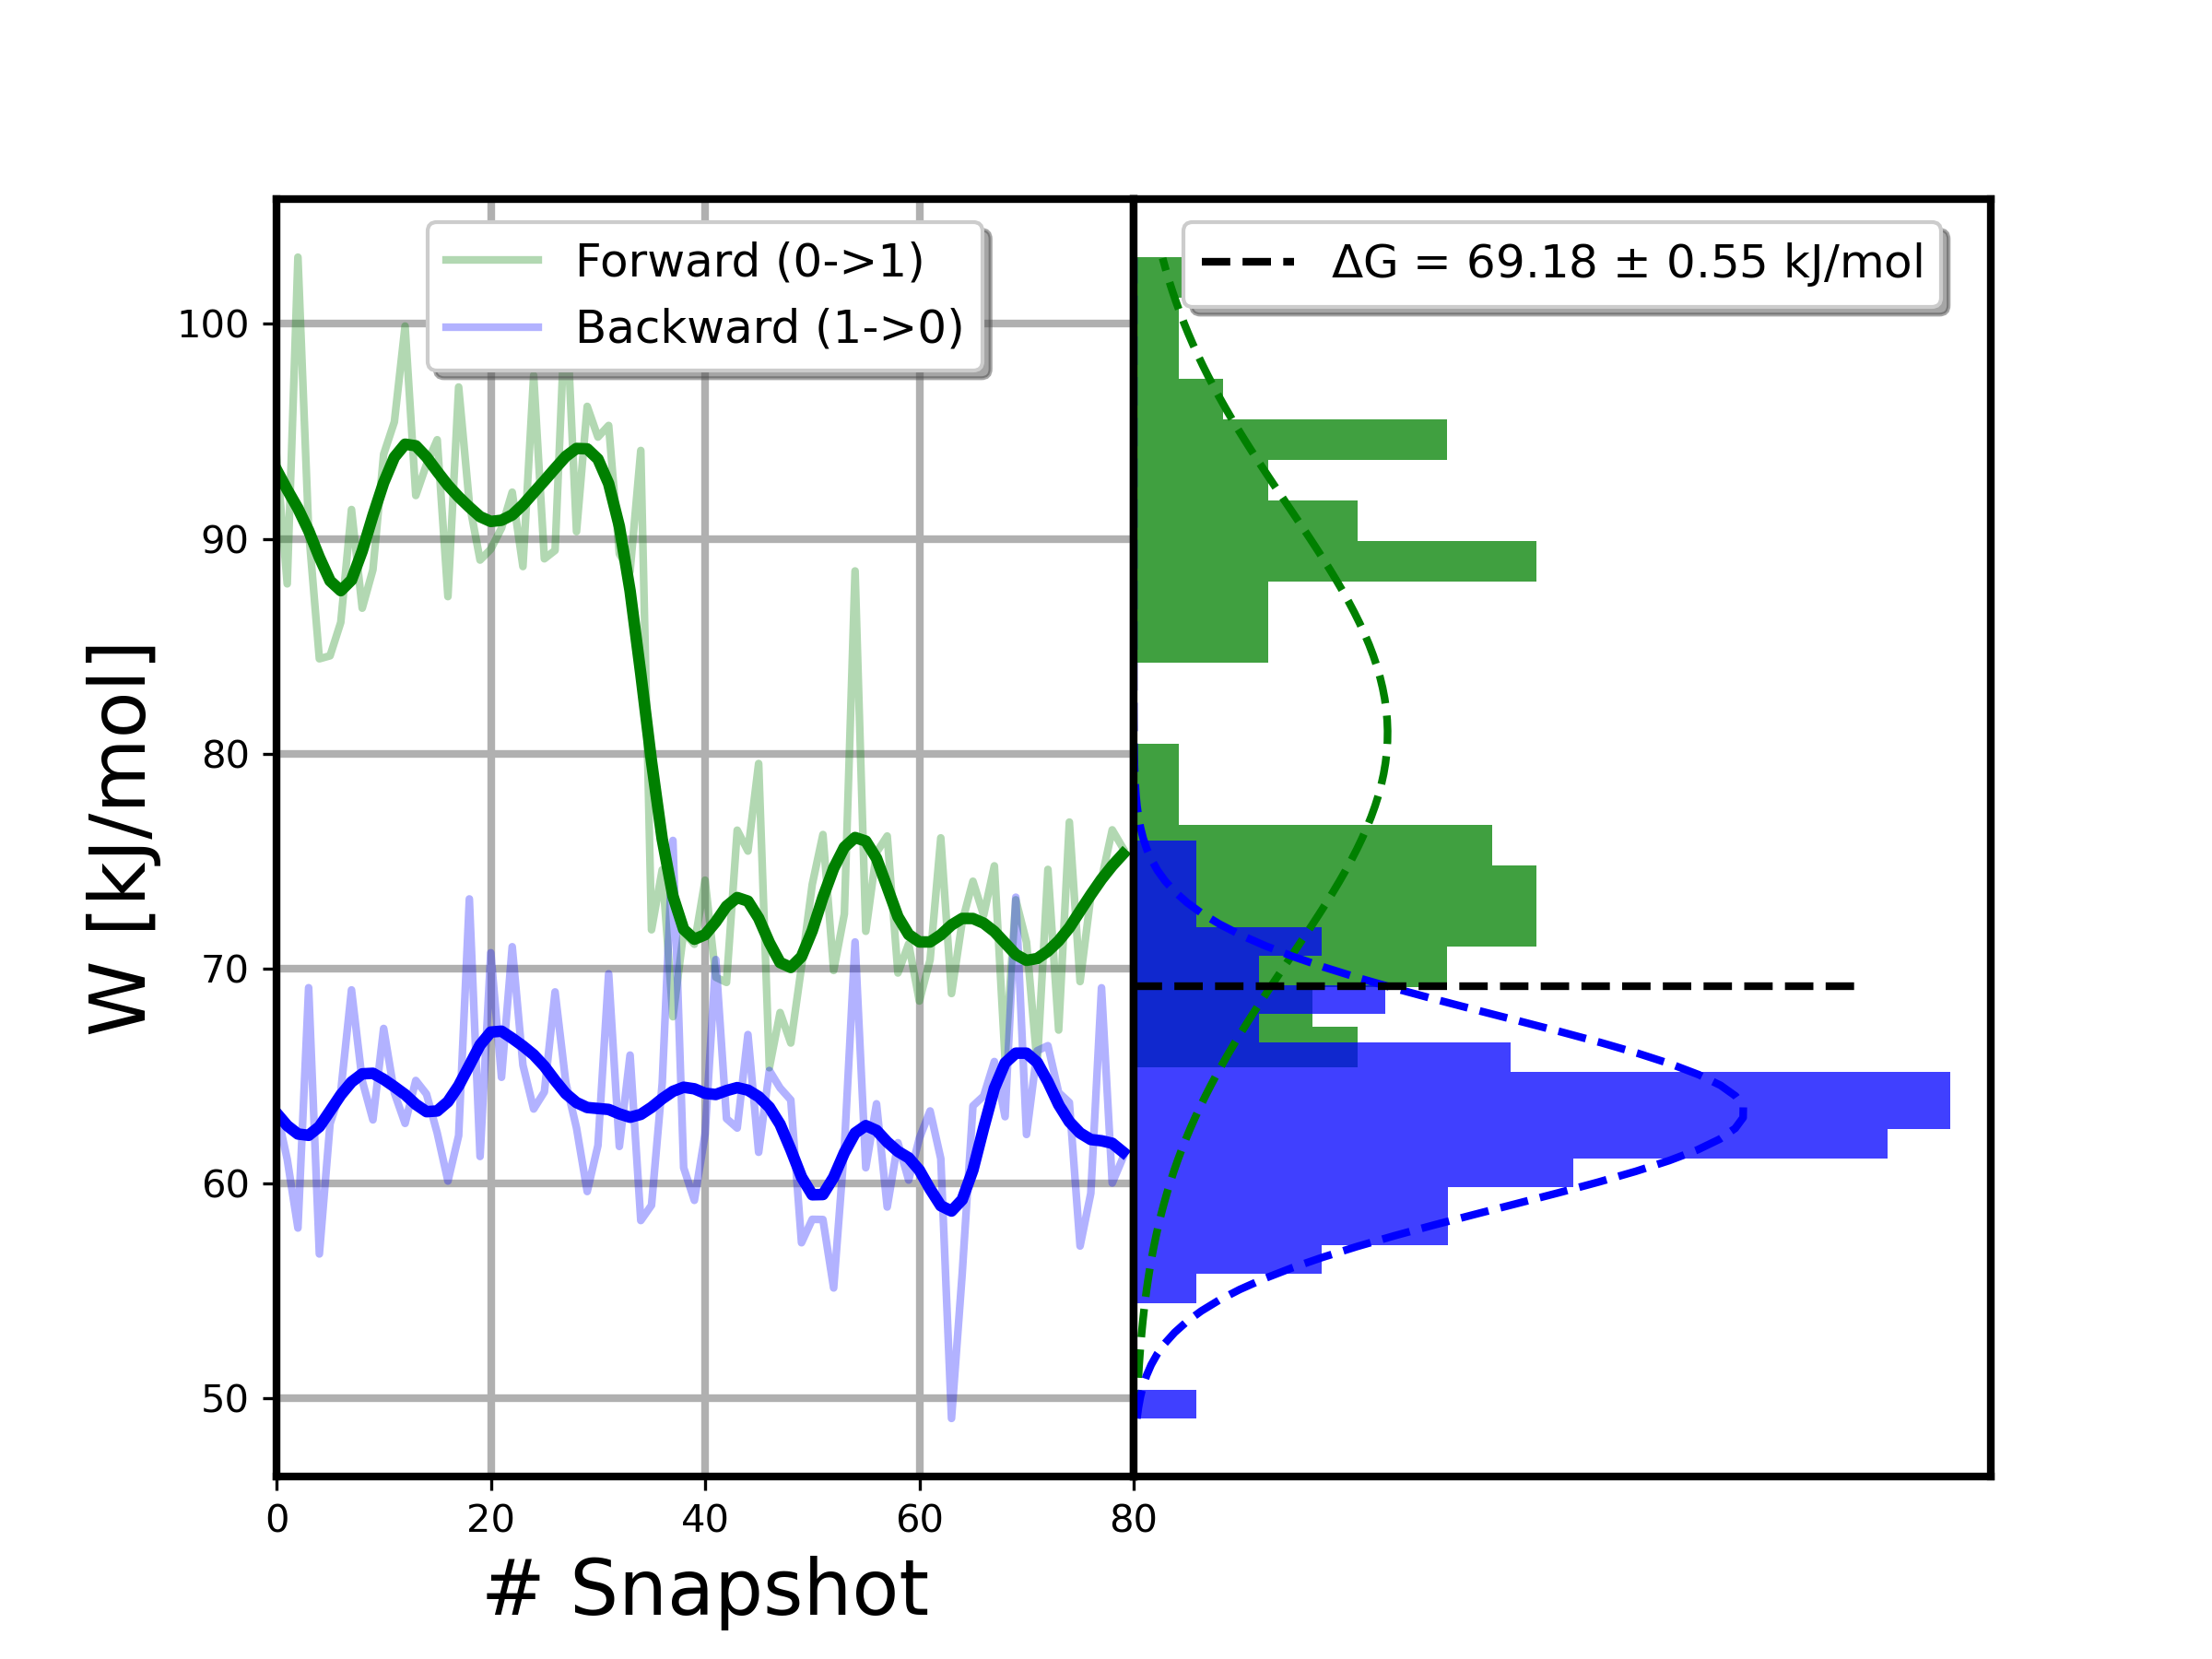 Forward (0->1)
Backward (1->0)
ΔG = 69.18 ± 0.55 kJ/mol
W [kJ/mol]
100
90
80
70
60
50
0 20 40 60 80
# Snapshot